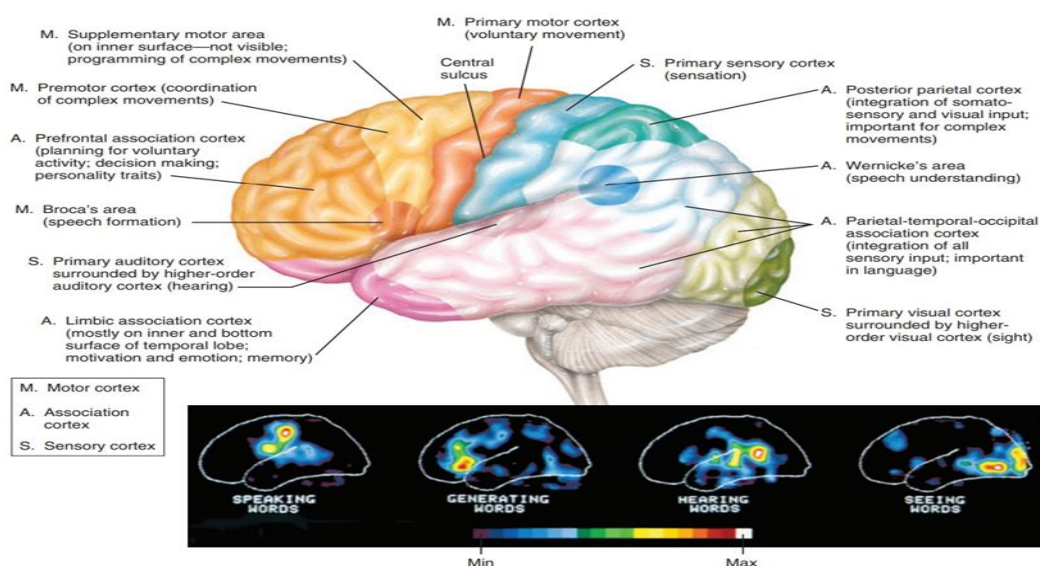 M. Supplementary motor area
(on inner surface—not visible;
programming of complex movements)
M. Premotor cortex (coordination
of complex movements)
A. Prefrontal association cortex
(planning for voluntary
activity; decision making;
personality traits)
M. Broca's area
(speech formation)
S. Primary auditory cortex
surrounded by higher-order
auditory cortex (hearing)
A. Limbic association cortex
(mostly on inner and bottom
surface of temporal lobe;
motivation and emotion; memory)
Central
sulcus
M. Primary motor cortex
(voluntary movement)
S. Primary sensory cortex
(sensation)
A. Posterior parietal cortex
(integration of somato-
sensory and visual input;
important for complex
movements)
A. Wernicke's area
(speech understanding)
A. Parietal-temporal-occipital
association cortex
(integration of all
sensory input; important
in language)
S. Primary visual cortex
surrounded by higher-
order visual cortex (sight)
M. Motor cortex
A. Association
cortex
S. Sensory cortex
SPEAKING
WORDS
GENERATING
WORDS
HEARING
WORDS
SEEING
WORDS
Min
Max